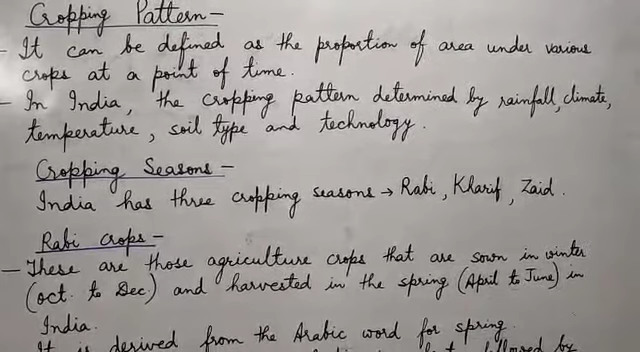 Cropping Pattern -
- It can be defined as the proportion of area under various
crops at a point of time.
- In India, the cropping pattern determined by rainfall, climate,
temperature, soil type and technology.
Cropping Seasons -
India has three cropping seasons → Rabi, Kharif, Zaid.
Rabi crops -
- These are those agriculture crops that are sown in winter
(oct. to Dec) and harvested in the spring (April to June) in
India.
It is derived from the Arabic word for spring.
followed by